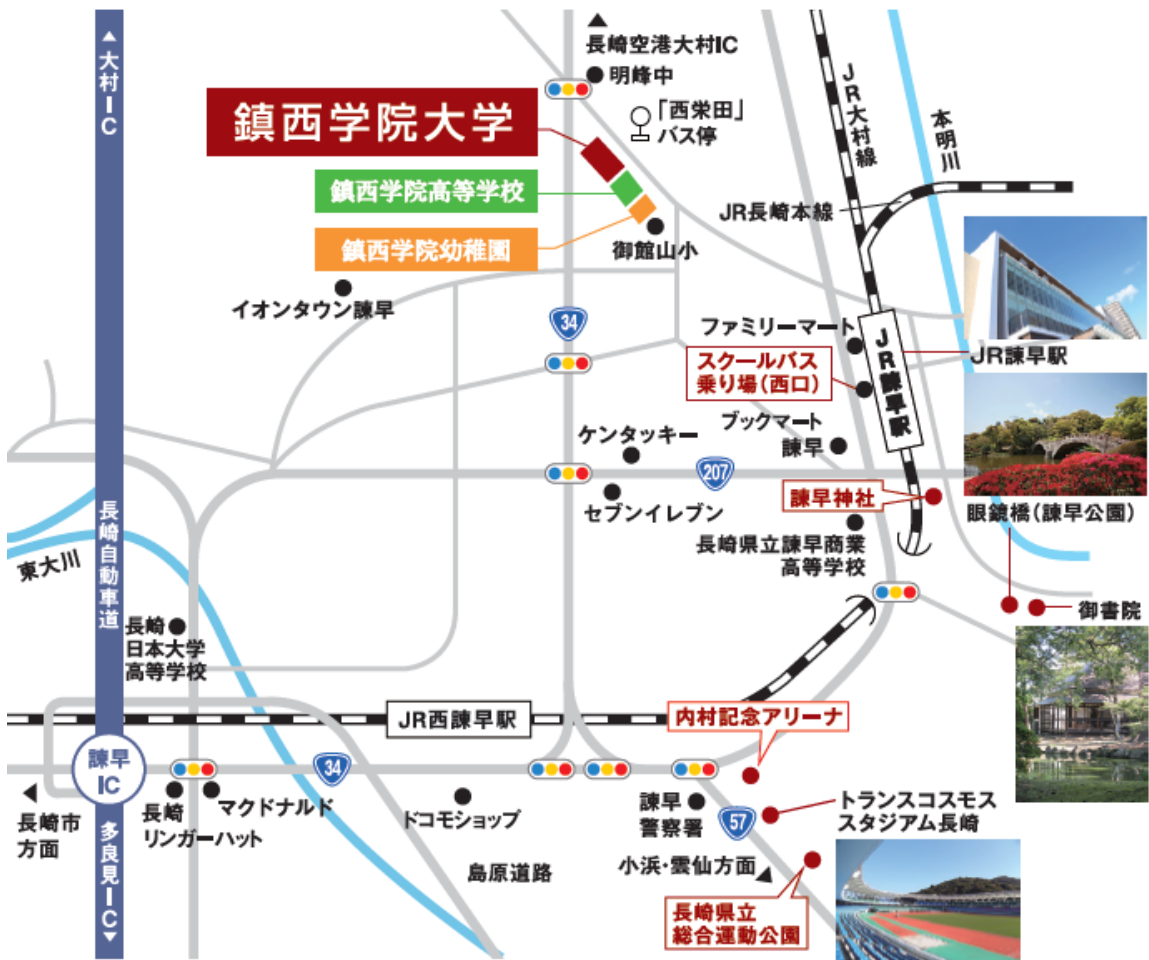 ▲大村IC
▲
長崎空港大村IC
明峰中
「西栄田」
バス停
鎮西学院大学
鎮西学院高等学校
鎮西学院幼稚園
御館山小
イオンタウン諫早
JR大村線
本明川
JR長崎本線
34
ファミリーマート
JR諫早駅
JR諫早駅
スクールバス
乗り場(西口)
ブックマート
諫早
ケンタッキー
207
セブンイレブン
諫早神社
眼鏡橋(諫早公園)
長崎県立諫早商業
高等学校
長崎自動車道
東大川
御書院
長崎
日本大学
高等学校
JR西諫早駅
内村記念アリーナ
諫早
IC
34
◀
長崎市
方面
長崎
リンガーハット
マクドナルド
ドコモショップ
諫早
警察署
57
トランスコスモス
スタジアム長崎
多良見IC▼
島原道路
小浜・雲仙方面
長崎県立
総合運動公園